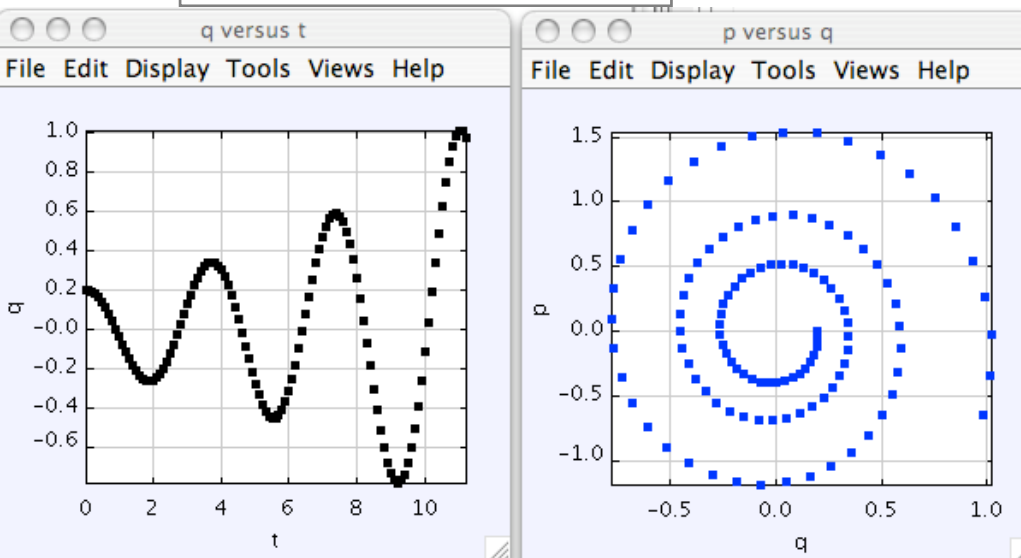 q versus t
File Edit Display Tools Views Help
1.0
0.8
0.6
0.4
0.2
-0.0
-0.2
-0.4
-0.6
q
0 2 4 6 8 10
t
p versus q
File Edit Display Tools Views Help
1.5
1.0
0.5
0.0
-0.5
-1.0
p
-0.5 0.0 0.5 1.0
q